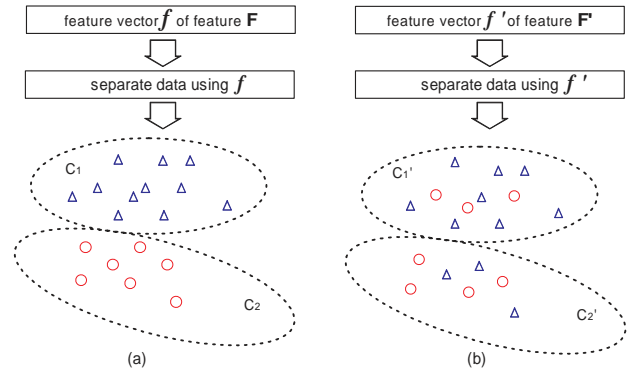 feature vector f of feature F
separate data using f
C1
C2
(a)
feature vector f ' of feature F'
separate data using f '
C1'
C2'
(b)